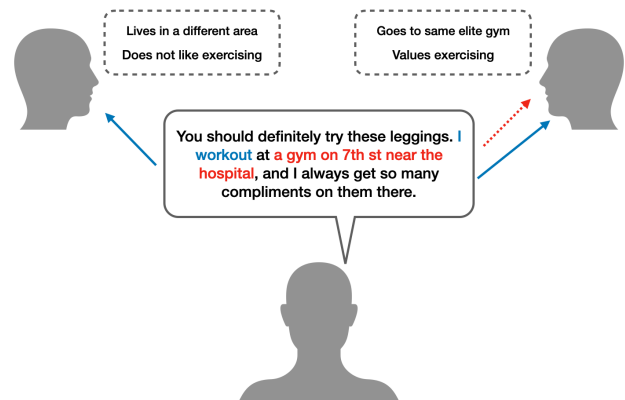 Lives in a different area
Does not like exercising
Goes to same elite gym
Values exercising
You should definitely try these leggings. I
workout at a gym on 7th st near the
hospital, and I always get so many
compliments on them there.